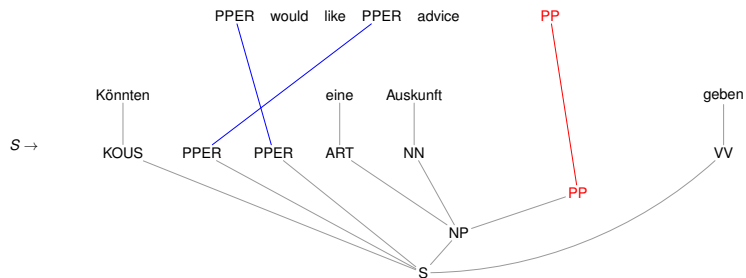 PPER would like PPER advice PP
Könnten eine Auskunft geben
S → KOUS PPER PPER ART NN VV
PP
NP
S